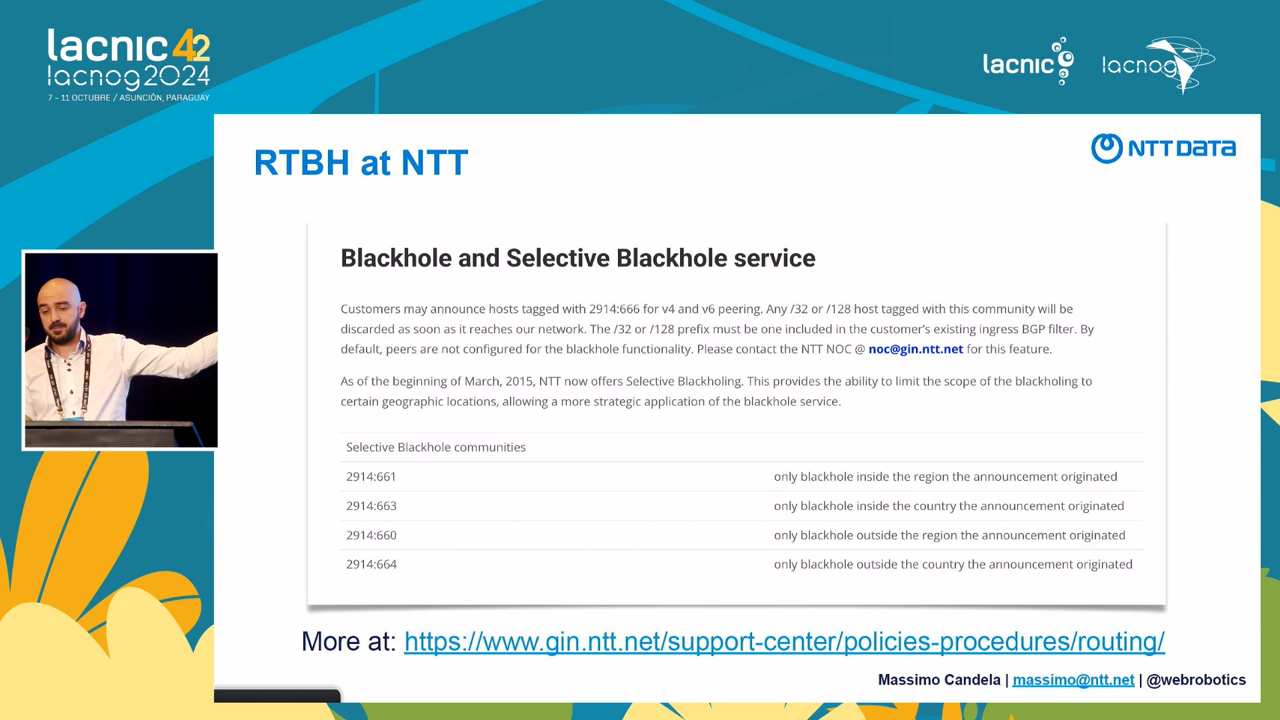 lacnic 42
lacnog 2024
7 - 11 OCTUBRE / ASUNCIÓN, PARAGUAY
lacnic
lacnog
RTBH at NTT
NTT DATA
Blackhole and Selective Blackhole service
Customers may announce hosts tagged with 2914:666 for v4 and v6 peering. Any /32 or /128 host tagged with this community will be
discarded as soon as it reaches our network. The /32 or /128 prefix must be one included in the customer's existing ingress BGP filter. By
default, peers are not configured for the blackhole functionality. Please contact the NTT NOC @ noc@gin.ntt.net for this feature.
As of the beginning of March, 2015, NTT now offers Selective Blackholing. This provides the ability to limit the scope of the blackholing to
certain geographic locations, allowing a more strategic application of the blackhole service.
Selective Blackhole communities
2914:661 only blackhole inside the region the announcement originated
2914:663 only blackhole inside the country the announcement originated
2914:660 only blackhole outside the region the announcement originated
2914:664 only blackhole outside the country the announcement originated
More at: https://www.gin.ntt.net/support-center/policies-procedures/routing/
Massimo Candela | massimo@ntt.net | @webrobotics